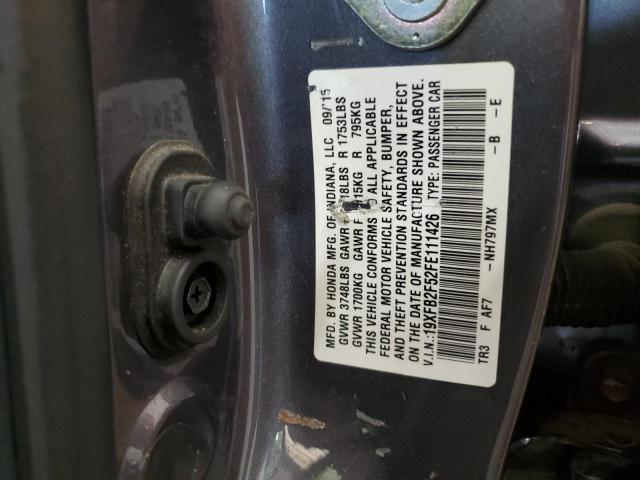 MFD. BY HONDA MFG. OF INDIANA, LLC 09/15
GVWR 3748LBS GAWR F 18LBS R 1753LBS
GVWR 1700KG GAWR F 15KG R 795KG
THIS VEHICLE CONFORMS TO ALL APPLICABLE
FEDERAL MOTOR VEHICLE SAFETY, BUMPER,
AND THEFT PREVENTION STANDARDS IN EFFECT
ON THE DATE OF MANUFACTURE SHOWN ABOVE.
V.I.N.:19XFB2F52FE111426 TYPE: PASSENGER CAR
TR3 F AF7 -NH797MX -B -E